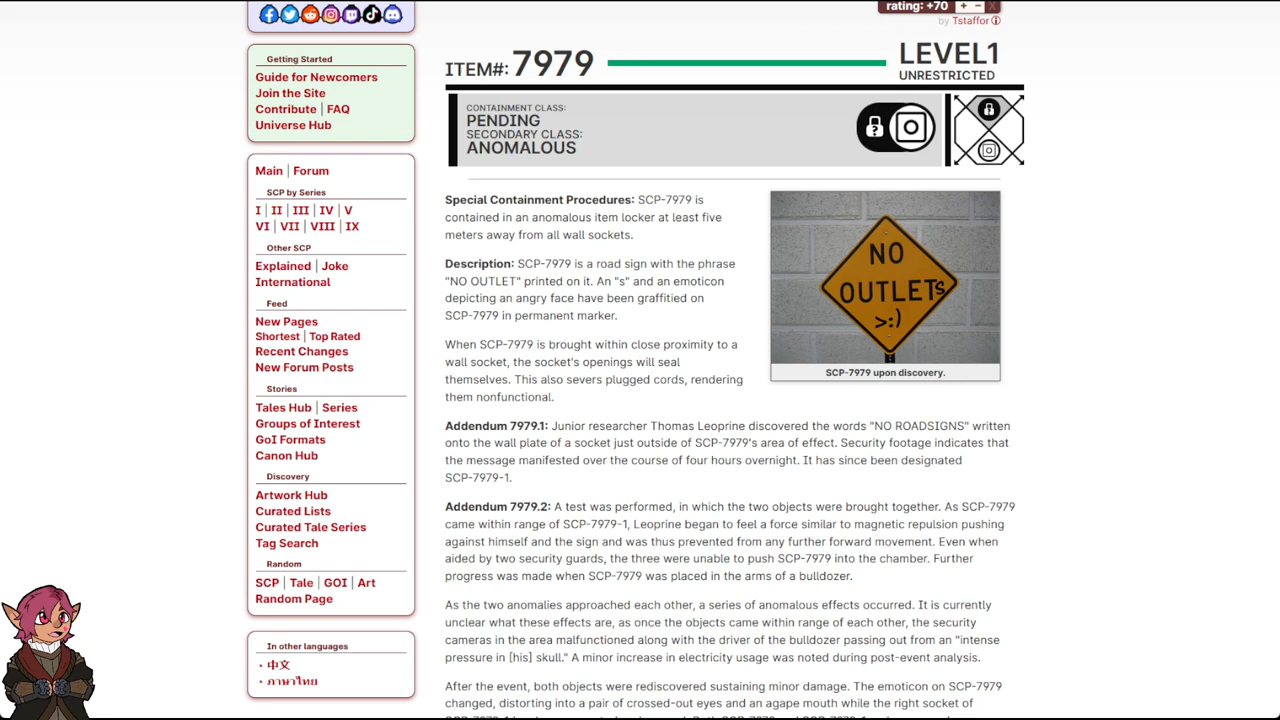 rating: +70 + − X
by Tstaffor
Getting Started
Guide for Newcomers
Join the Site
Contribute | FAQ
Universe Hub
Main | Forum
SCP by Series
I | II | III | IV | V
VI | VII | VIII | IX
Other SCP
Explained | Joke
International
Feed
New Pages
Shortest | Top Rated
Recent Changes
New Forum Posts
Stories
Tales Hub | Series
Groups of Interest
GoI Formats
Canon Hub
Discovery
Artwork Hub
Curated Lists
Curated Tale Series
Tag Search
Random
SCP | Tale | GOI | Art
Random Page
In other languages
中文
ภาษาไทย
ITEM#: 7979
LEVEL1
UNRESTRICTED
CONTAINMENT CLASS:
PENDING
SECONDARY CLASS:
ANOMALOUS
Special Containment Procedures: SCP-7979 is
contained in an anomalous item locker at least five
meters away from all wall sockets.
Description: SCP-7979 is a road sign with the phrase
"NO OUTLET" printed on it. An "s" and an emoticon
depicting an angry face have been graffitied on
SCP-7979 in permanent marker.
When SCP-7979 is brought within close proximity to a
wall socket, the socket's openings will seal
themselves. This also severs plugged cords, rendering
them nonfunctional.
NO
OUTLETs
>:)
SCP-7979 upon discovery.
Addendum 7979.1: Junior researcher Thomas Leoprine discovered the words "NO ROADSIGNS" written
onto the wall plate of a socket just outside of SCP-7979's area of effect. Security footage indicates that
the message manifested over the course of four hours overnight. It has since been designated
SCP-7979-1.
Addendum 7979.2: A test was performed, in which the two objects were brought together. As SCP-7979
came within range of SCP-7979-1, Leoprine began to feel a force similar to magnetic repulsion pushing
against himself and the sign and was thus prevented from any further forward movement. Even when
aided by two security guards, the three were unable to push SCP-7979 into the chamber. Further
progress was made when SCP-7979 was placed in the arms of a bulldozer.
As the two anomalies approached each other, a series of anomalous effects occurred. It is currently
unclear what these effects are, as once the objects came within range of each other, the security
cameras in the area malfunctioned along with the driver of the bulldozer passing out from an "intense
pressure in [his] skull." A minor increase in electricity usage was noted during post-event analysis.
After the event, both objects were rediscovered sustaining minor damage. The emoticon on SCP-7979
changed, distorting into a pair of crossed-out eyes and an agape mouth while the right socket of